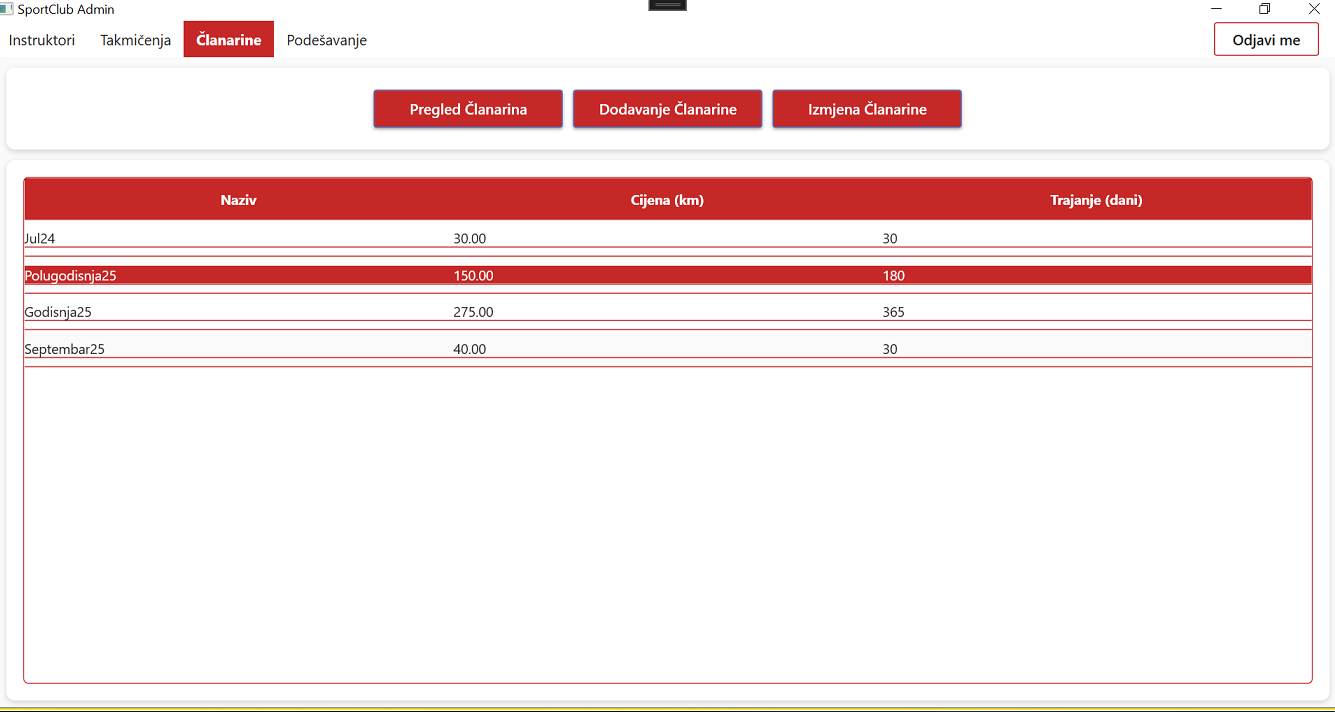 SportClub Admin
Instruktori Takmičenja Članarine Podešavanje Odjavi me
Pregled Članarina Dodavanje Članarine Izmjena Članarine
Naziv Cijena (km) Trajanje (dani)
Jul24 30.00 30
Polugodisnja25 150.00 180
Godisnja25 275.00 365
Septembar25 40.00 30